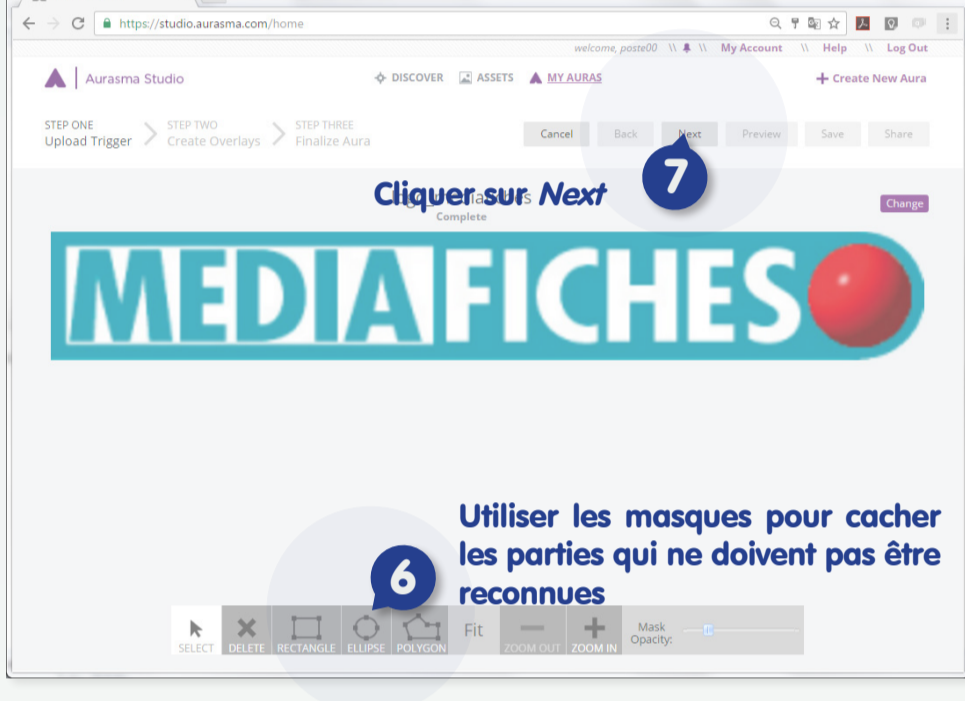 https://studio.aurasma.com/home
welcome, poste00 \\ \\ My Account \\ Help \\ Log Out
Aurasma Studio DISCOVER ASSETS MY AURAS + Create New Aura
STEP ONE STEP TWO STEP THREE
Upload Trigger Create Overlays Finalize Aura
Cancel Back Next Preview Save Share
7
Cliquer sur Next
Change
Complete
MEDIAFICHES
Utiliser les masques pour cacher
les parties qui ne doivent pas être
reconnues
6
SELECT DELETE RECTANGLE ELLIPSE POLYGON Fit ZOOM OUT ZOOM IN
Mask
Opacity: